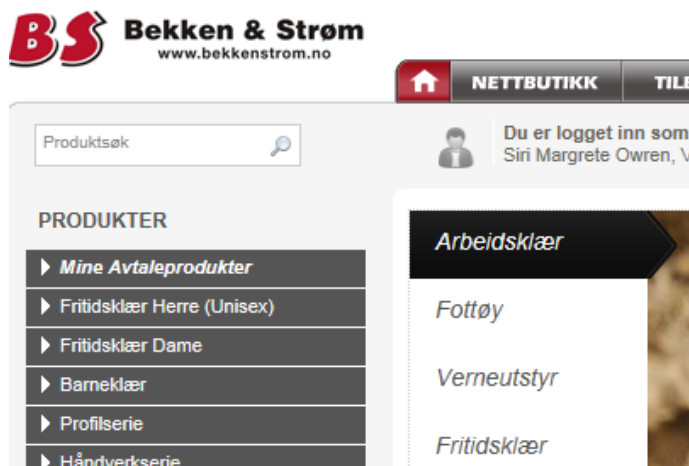 BS
Bekken & Strøm
www.bekkenstrom.no
NETTBUTIKK
Produktsøk
Du er logget inn som
Siri Margrete Owren,
PRODUKTER
Mine Avtaleprodukter
Fritidsklær Herre (Unisex)
Fritidsklær Dame
Barneklær
Profilserie
Håndverkserie
Arbeidsklær
Fottøy
Verneutstyr
Fritidsklær